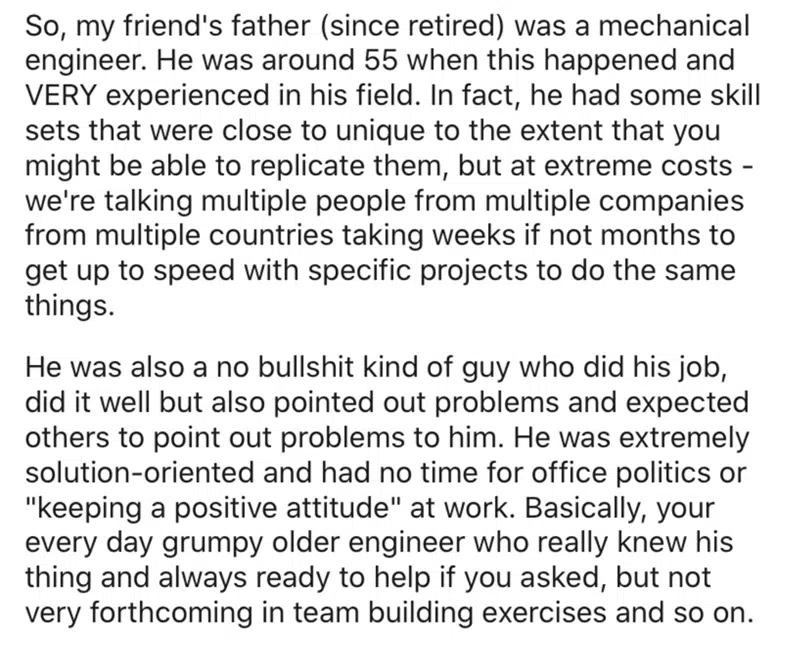 So, my friend's father (since retired) was a mechanical
engineer. He was around 55 when this happened and
VERY experienced in his field. In fact, he had some skill
sets that were close to unique to the extent that you
might be able to replicate them, but at extreme costs -
we're talking multiple people from multiple companies
from multiple countries taking weeks if not months to
get up to speed with specific projects to do the same
things.
He was also a no bullshit kind of guy who did his job,
did it well but also pointed out problems and expected
others to point out problems to him. He was extremely
solution-oriented and had no time for office politics or
"keeping a positive attitude" at work. Basically, your
every day grumpy older engineer who really knew his
thing and always ready to help if you asked, but not
very forthcoming in team building exercises and so on.